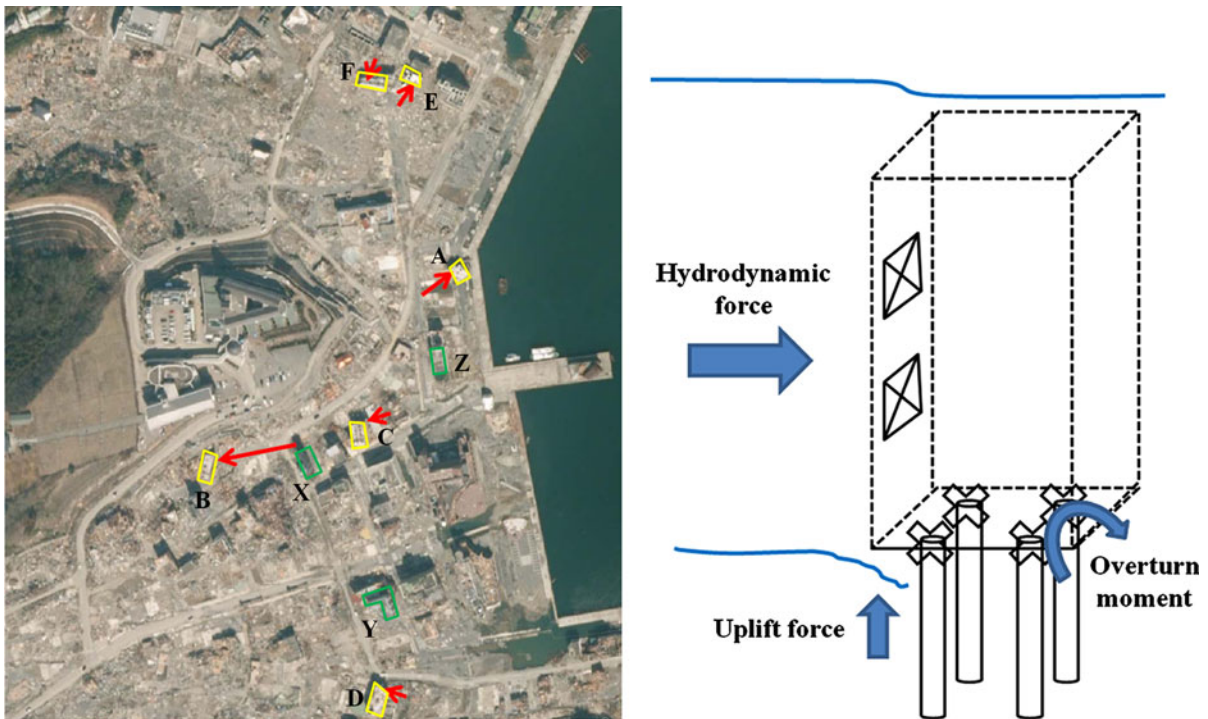 F
E
A
Z
C
X
B
Y
D
Hydrodynamic
force
Overturn
moment
Uplift force